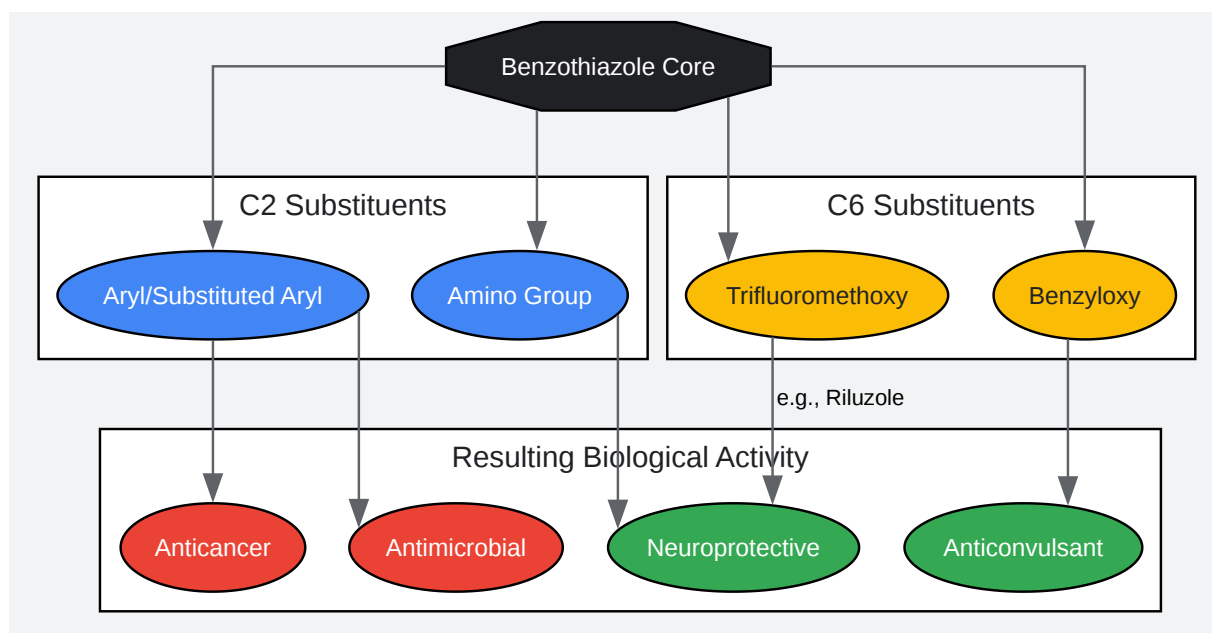 Benzothiazole Core
C2 Substituents
C6 Substituents
Aryl/Substituted Aryl
Amino Group
Trifluoromethoxy
Benzyloxy
e.g., Riluzole
Resulting Biological Activity
Anticancer
Antimicrobial
Neuroprotective
Anticonvulsant